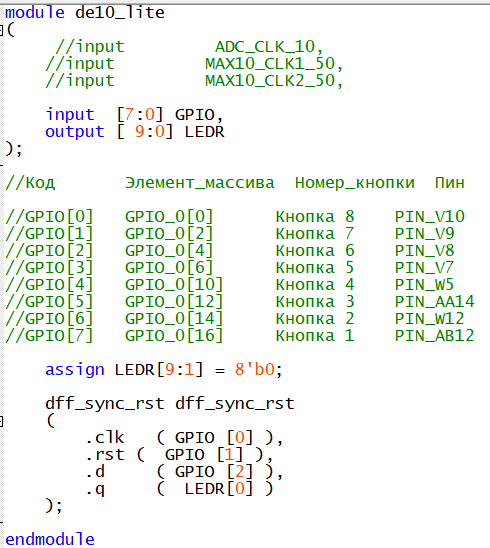 module de10_lite
(
//input ADC_CLK_10,
//input MAX10_CLK1_50,
//input MAX10_CLK2_50,
input [7:0] GPIO,
output [ 9:0] LEDR
);
//Код Элемент_массива Номер_кнопки Пин
//GPIO[0] GPIO_0[0] Кнопка 8 PIN_V10
//GPIO[1] GPIO_0[2] Кнопка 7 PIN_V9
//GPIO[2] GPIO_0[4] Кнопка 6 PIN_V8
//GPIO[3] GPIO_0[6] Кнопка 5 PIN_V7
//GPIO[4] GPIO_0[10] Кнопка 4 PIN_W5
//GPIO[5] GPIO_0[12] Кнопка 3 PIN_AA14
//GPIO[6] GPIO_0[14] Кнопка 2 PIN_W12
//GPIO[7] GPIO_0[16] Кнопка 1 PIN_AB12
assign LEDR[9:1] = 8'b0;
dff_sync_rst dff_sync_rst
(
.clk ( GPIO [0] ),
.rst ( GPIO [1] ),
.d ( GPIO [2] ),
.q ( LEDR[0] )
);
endmodule